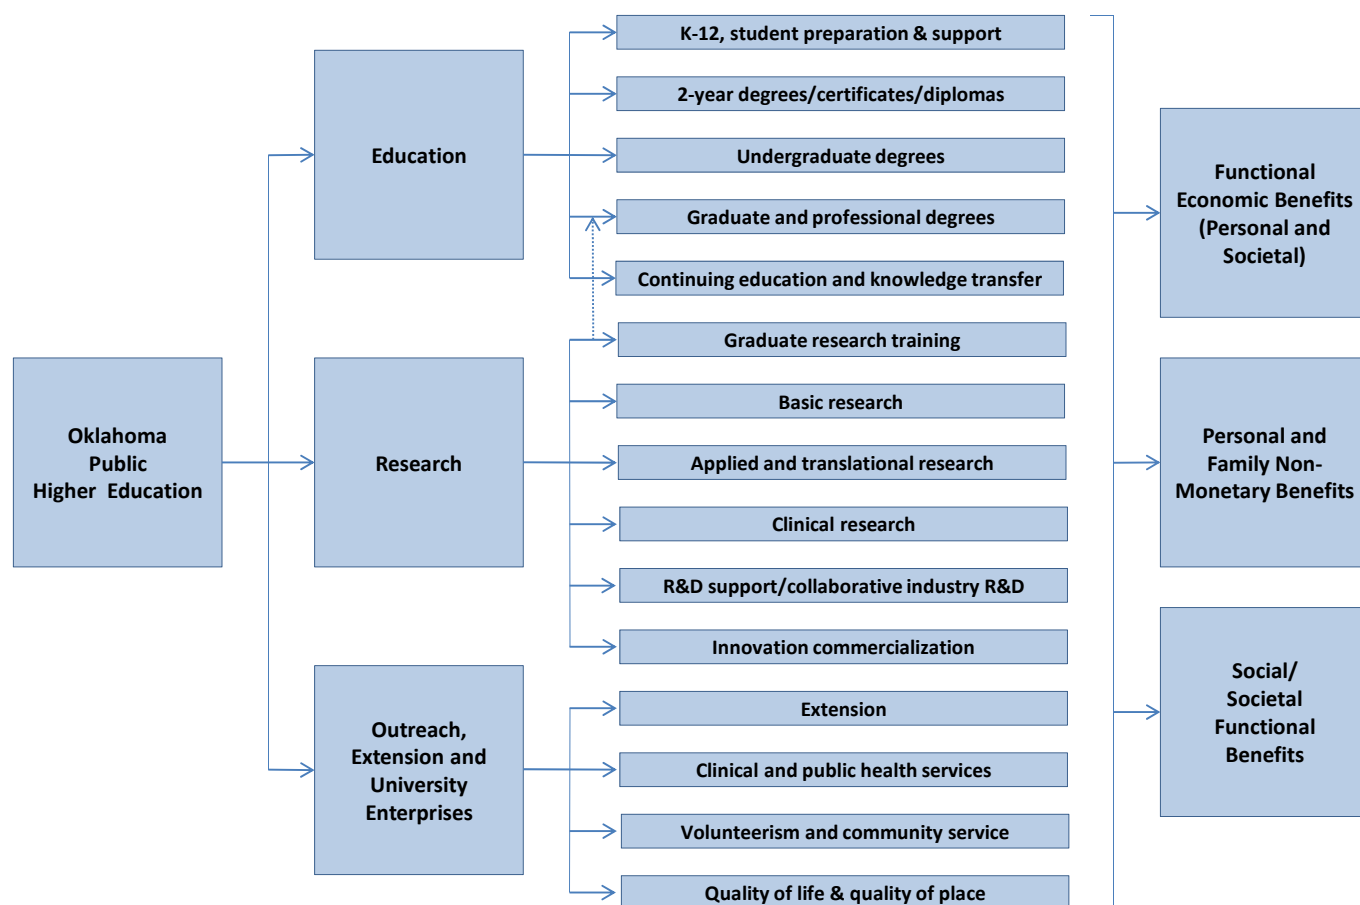 K-12, student preparation & support
2-year degrees/certificates/diplomas
Education
Undergraduate degrees
Functional
Economic Benefits
(Personal and
Societal)
Graduate and professional degrees
Continuing education and knowledge transfer
Graduate research training
Basic research
Oklahoma
Public
Higher Education
Research
Applied and translational research
Personal and
Family Non-
Monetary Benefits
Clinical research
R&D support/collaborative industry R&D
Innovation commercialization
Social/
Societal
Functional
Benefits
Outreach,
Extension and
University
Enterprises
Extension
Clinical and public health services
Volunteerism and community service
Quality of life & quality of place